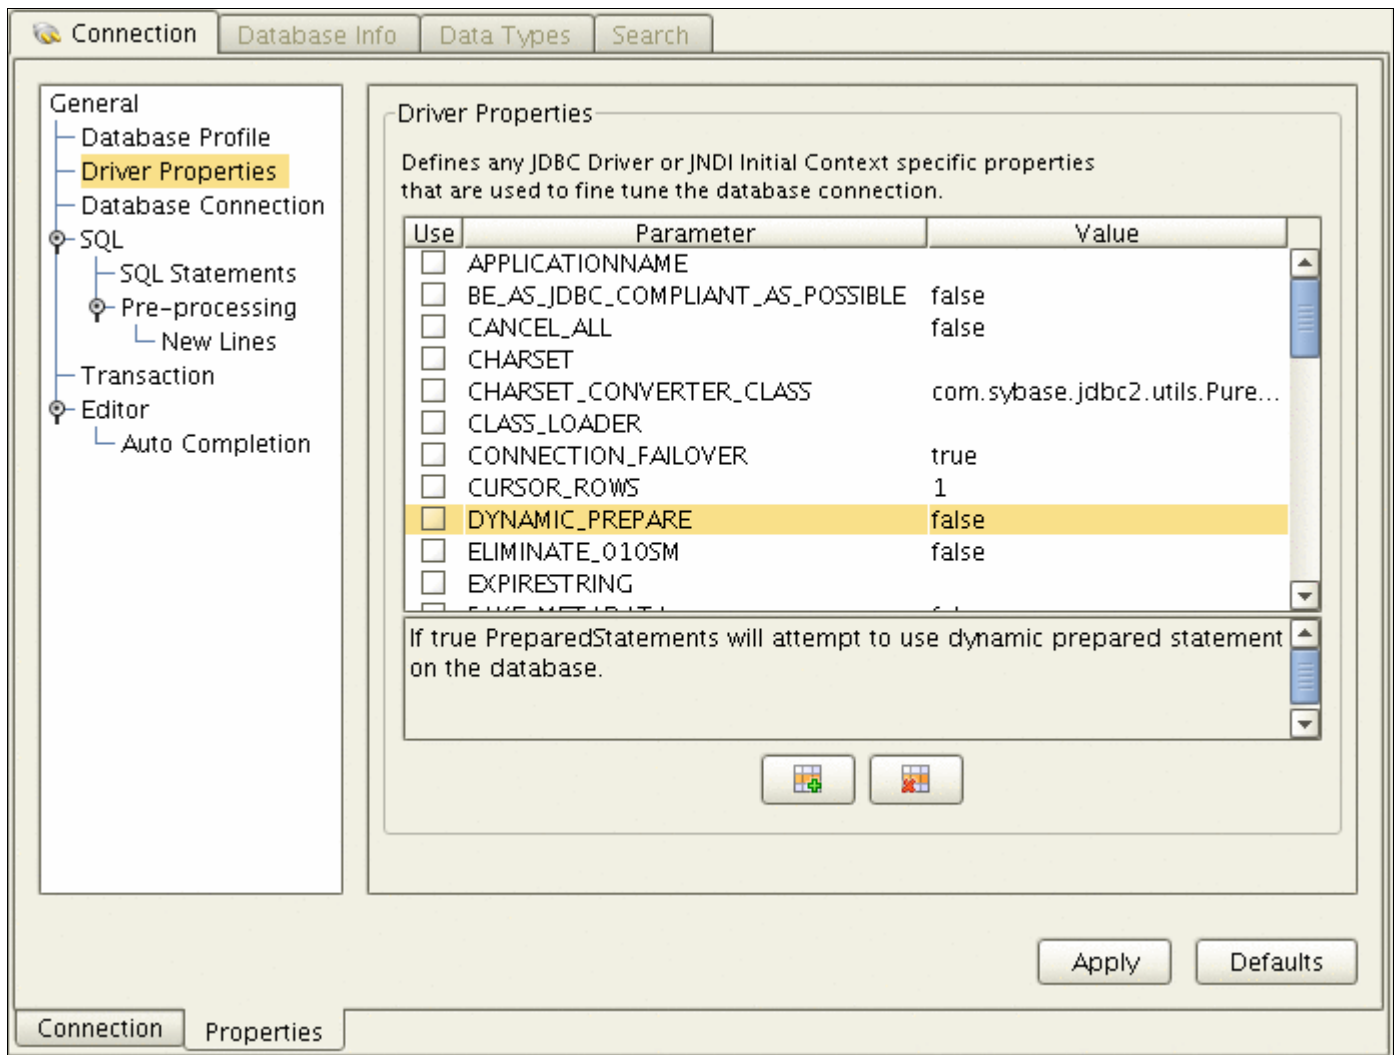 Connection Database Info Data Types Search
General
Database Profile
Driver Properties
Database Connection
SQL
SQL Statements
Pre-processing
New Lines
Transaction
Editor
Auto Completion
Driver Properties
Defines any JDBC Driver or JNDI Initial Context specific properties
that are used to fine tune the database connection.
Use Parameter Value
APPLICATIONNAME
BE_AS_JDBC_COMPLIANT_AS_POSSIBLE false
CANCEL_ALL false
CHARSET
CHARSET_CONVERTER_CLASS com.sybase.jdbc2.utils.Pure...
CLASS_LOADER
CONNECTION_FAILOVER true
CURSOR_ROWS 1
DYNAMIC_PREPARE false
ELIMINATE_010SM false
EXPIRESTRING
If true PreparedStatements will attempt to use dynamic prepared statement
on the database.
Apply Defaults
Connection Properties